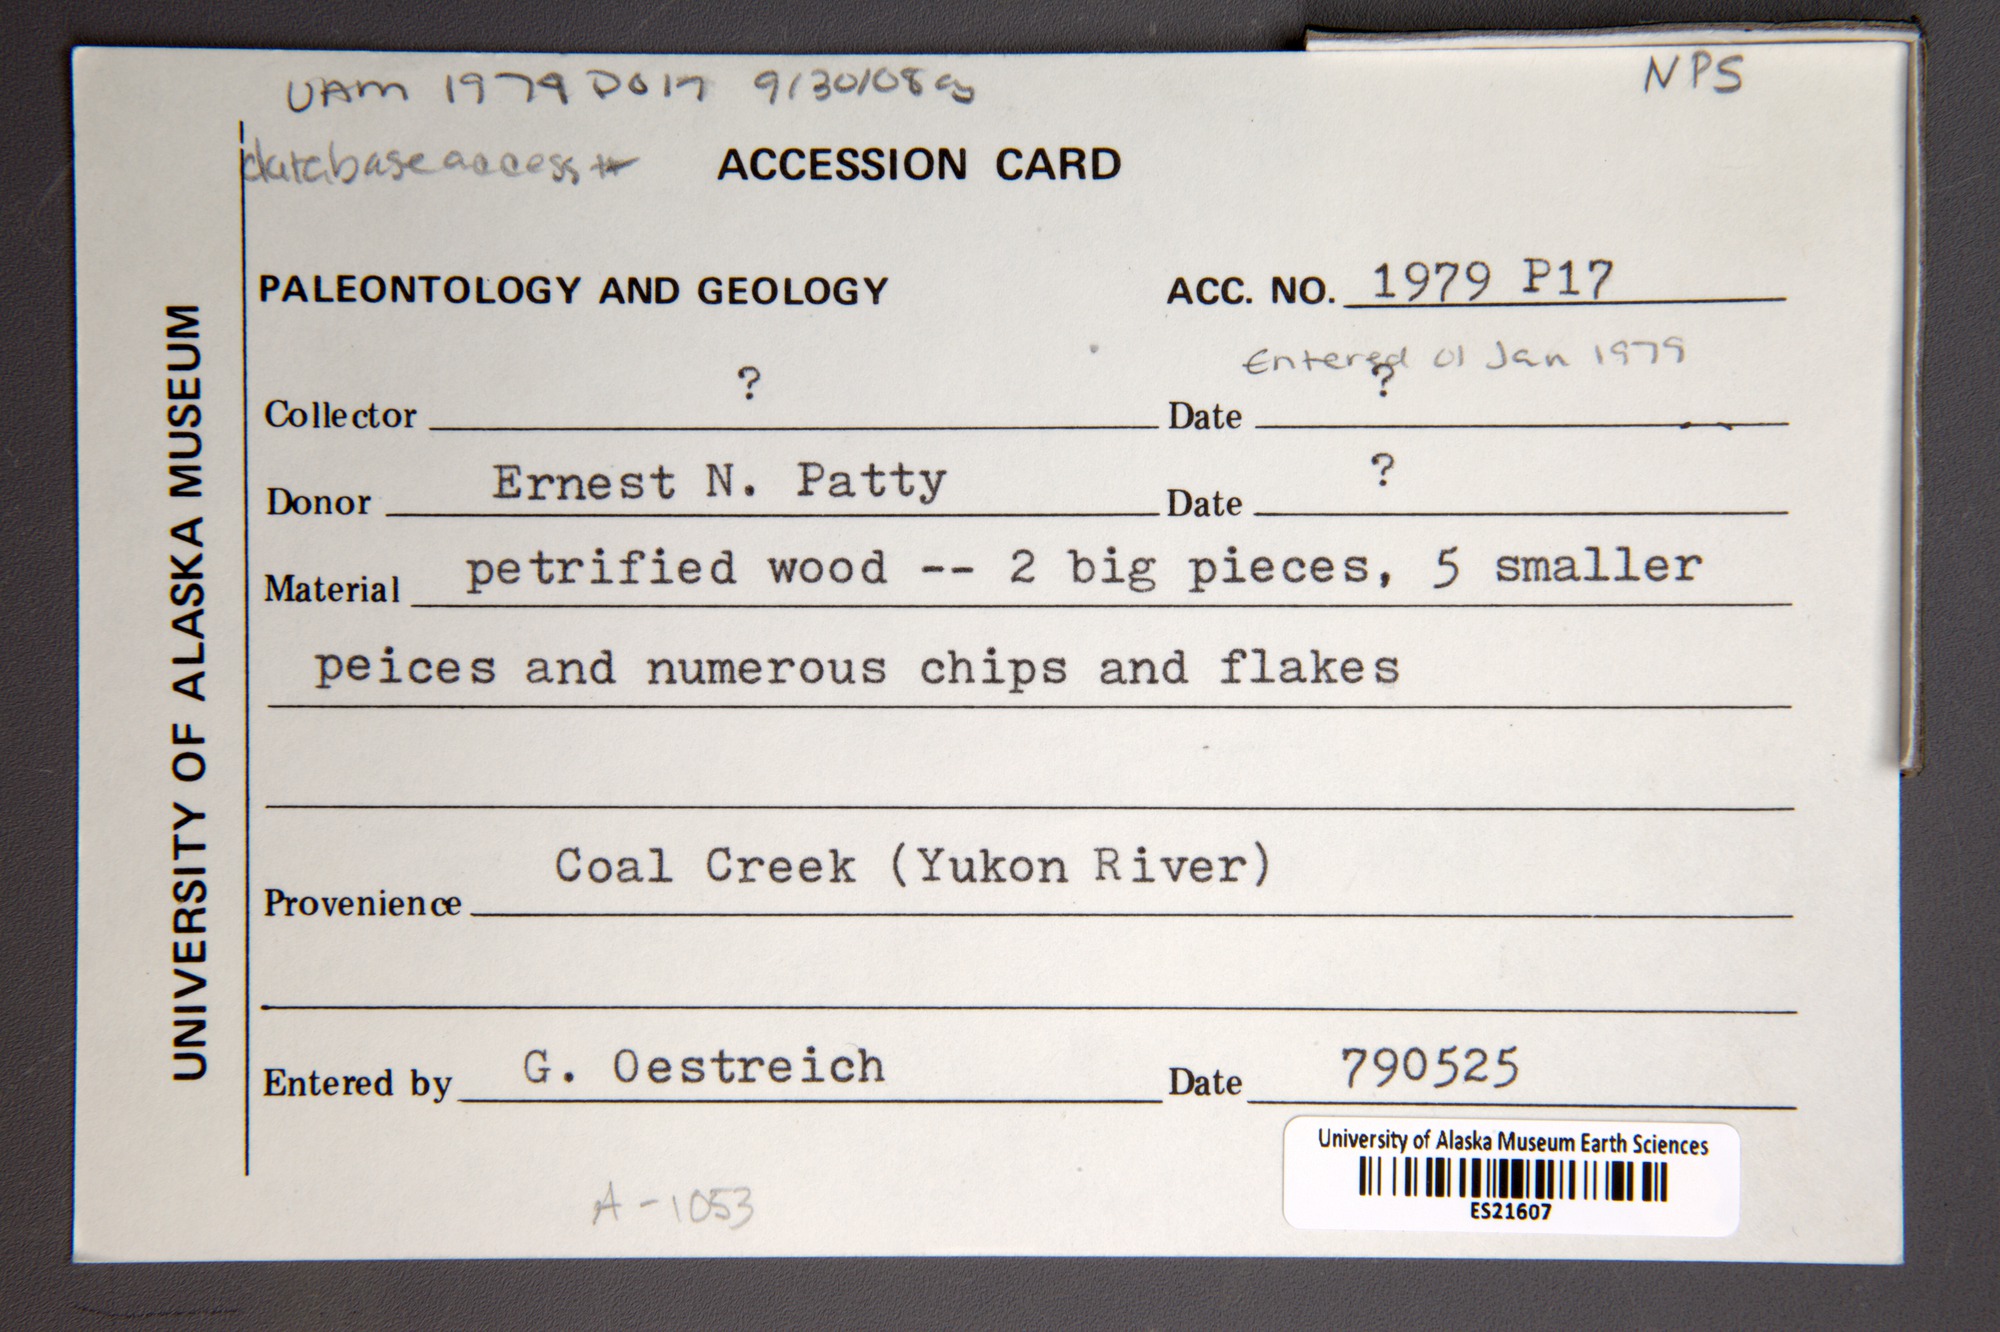 UAM 1979 P017 9/30/08
NPS
database access #
ACCESSION CARD
UNIVERSITY OF ALASKA MUSEUM
PALEONTOLOGY AND GEOLOGY ACC. NO. 1979 P17
Entered 01 Jan 1979
Collector ? Date ?
Donor Ernest N. Patty Date ?
Material petrified wood -- 2 big pieces, 5 smaller
peices and numerous chips and flakes
Provenience Coal Creek (Yukon River)
Entered by G. Oestreich Date 790525
University of Alaska Museum Earth Sciences
ES21607
A-1053